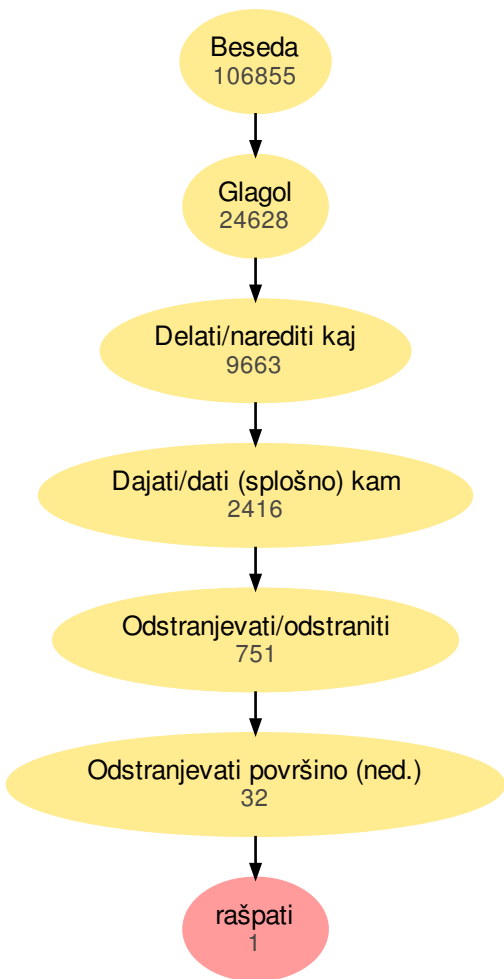 Beseda
106855
Glagol
24628
Delati/narediti kaj
9663
Dajati/dati (splošno) kam
2416
Odstranjevati/odstraniti
751
Odstranjevati površino (ned.)
32
rašpati
1